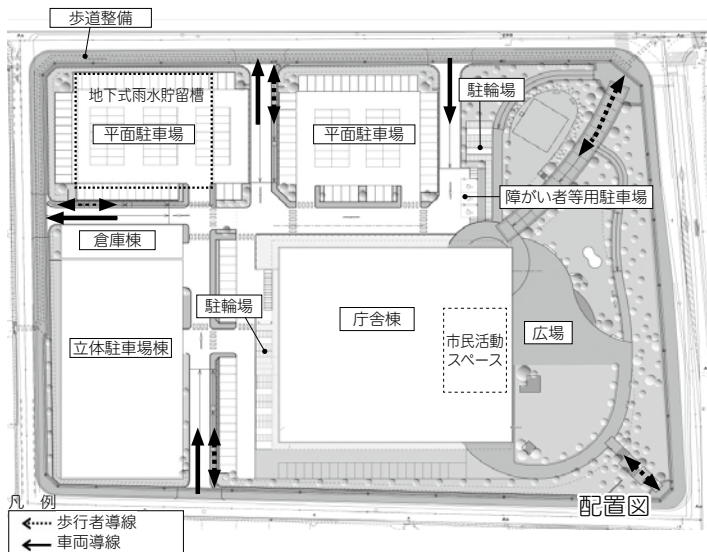 歩道整備
地下式雨水貯留槽
平面駐車場
平面駐車場
駐輪場
障がい者等用駐車場
倉庫棟
駐輪場
庁舎棟
立体駐車場棟
市民活動
スペース
広場
配置図
凡 例
歩行者導線
車両導線